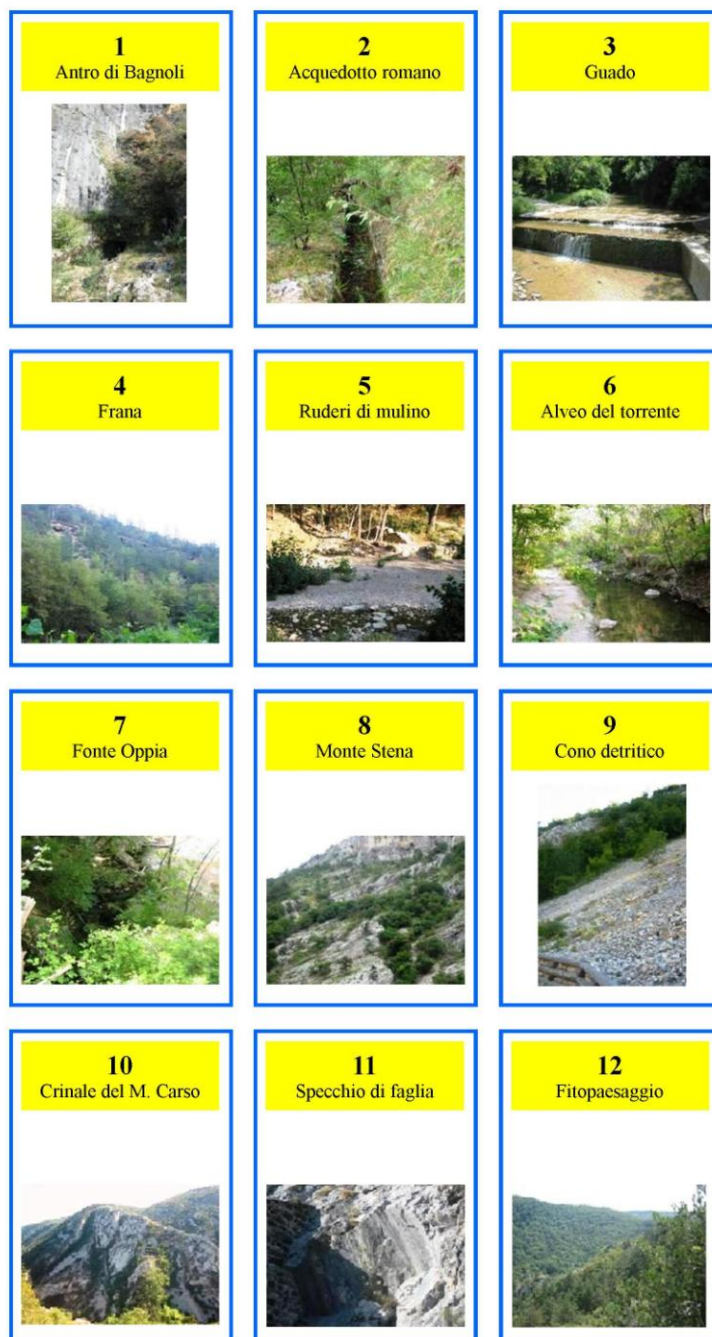 1
Antro di Bagnoli
2
Acquedotto romano
3
Guado
4
Frana
5
Ruderi di mulino
6
Alveo del torrente
7
Fonte Oppia
8
Monte Stena
9
Cono detritico
10
Crinale del M. Carso
11
Specchio di faglia
12
Fitopaesaggio